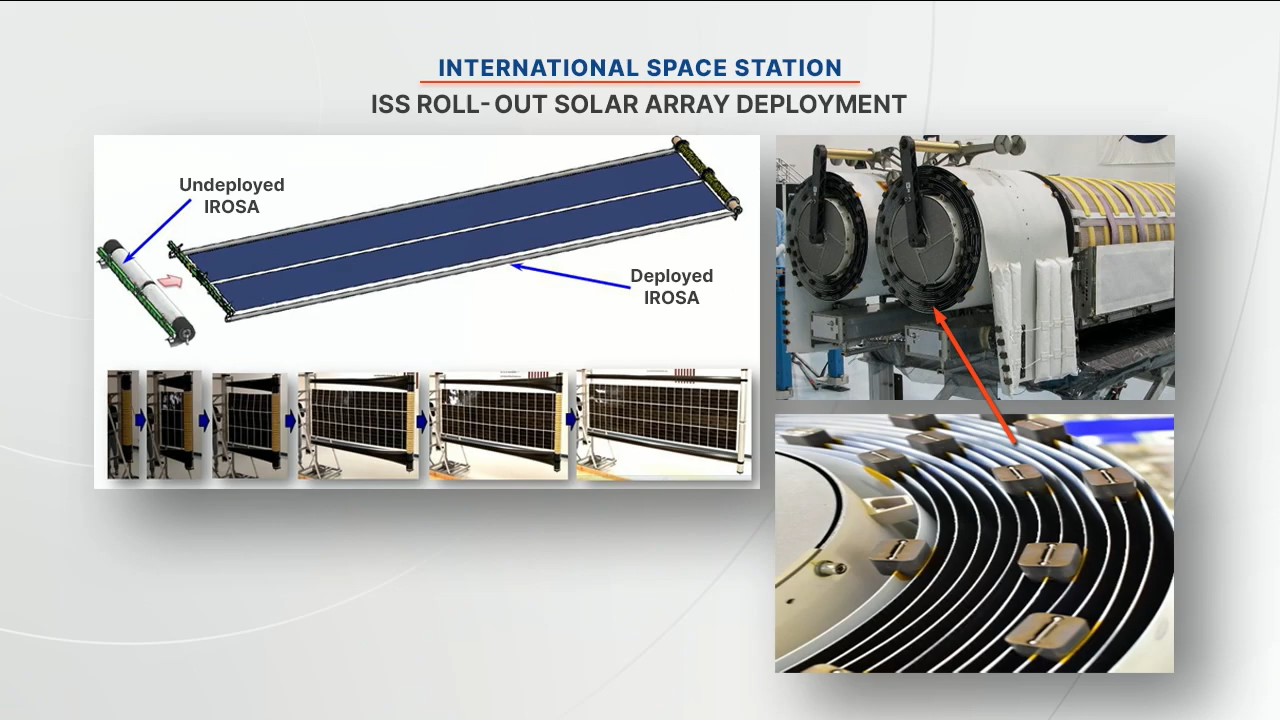 INTERNATIONAL SPACE STATION
ISS ROLL-OUT SOLAR ARRAY DEPLOYMENT
Undeployed
IROSA
Deployed
IROSA